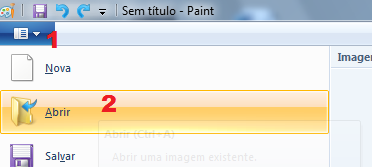 Sem título - Paint
1
Imagem
Nova
Abrir
2
Abrir (Ctrl+A)
Abrir uma imagem existente.
Salvar